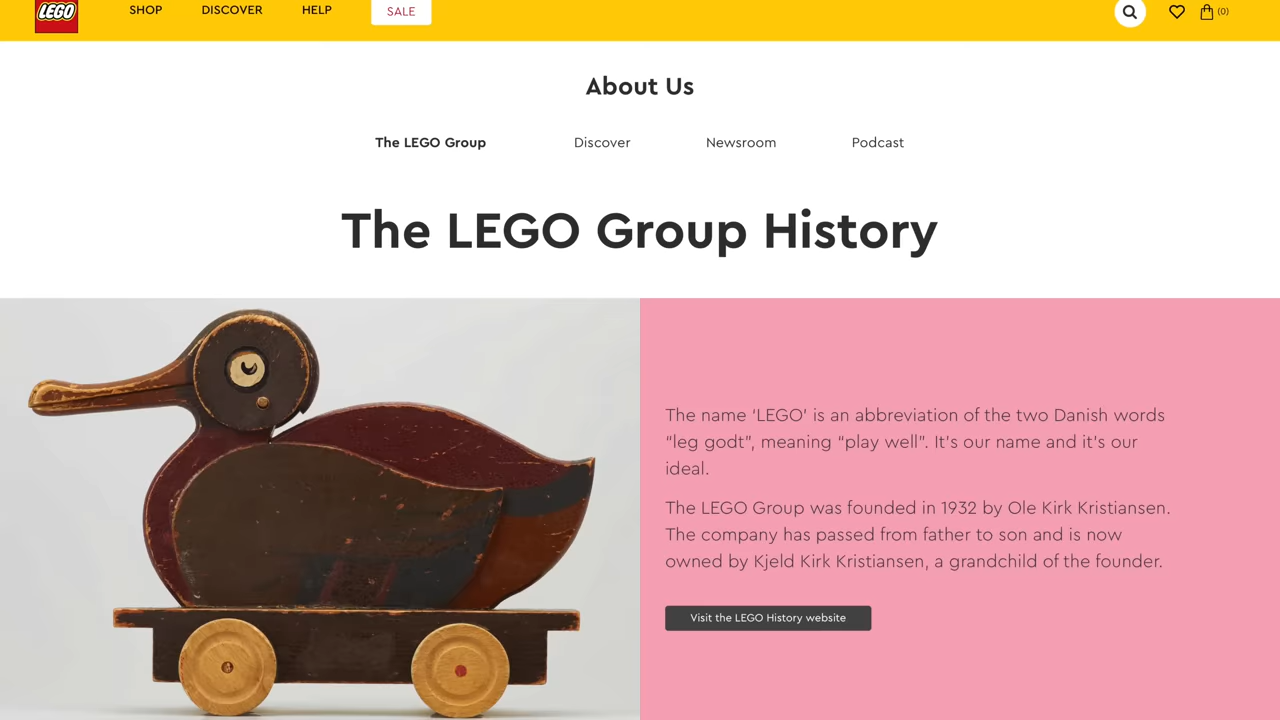 LEGO
SHOP DISCOVER HELP SALE (0)
About Us
The LEGO Group Discover Newsroom Podcast
The LEGO Group History
The name ‘LEGO’ is an abbreviation of the two Danish words
“leg godt”, meaning “play well”. It’s our name and it’s our
ideal.
The LEGO Group was founded in 1932 by Ole Kirk Kristiansen.
The company has passed from father to son and is now
owned by Kjeld Kirk Kristiansen, a grandchild of the founder.
Visit the LEGO History website